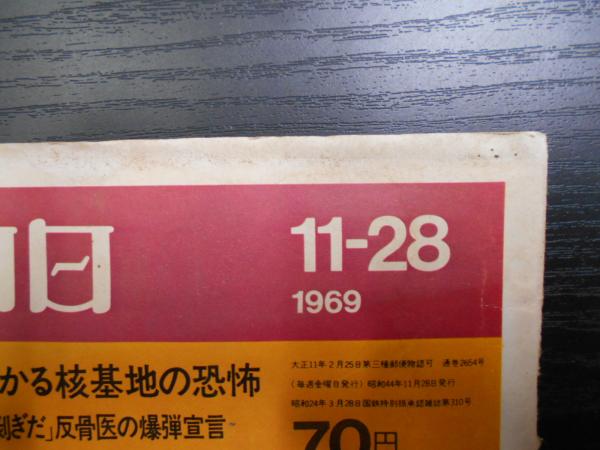 11-28
1969
日
大正11年2月25日第三種郵便物認可 通巻2654号
(毎週金曜日発行) 昭和44年11月28日発行
昭和24年3月28日国鉄特別扱承認雑誌第310号
かる核基地の恐怖
剝ぎだ」反骨医の爆弾宣言
70円